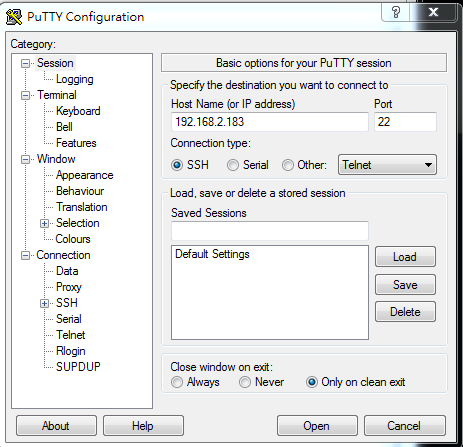 PuTTY Configuration
?
Category:
Session
Logging
Terminal
Keyboard
Bell
Features
Window
Appearance
Behaviour
Translation
Selection
Colours
Connection
Data
Proxy
SSH
Serial
Telnet
Rlogin
SUPDUP
Basic options for your PuTTY session
Specify the destination you want to connect to
Host Name (or IP address) Port
192.168.2.183 22
Connection type:
SSH Serial Other: Telnet
Load, save or delete a stored session
Saved Sessions
Default Settings
Load
Save
Delete
Close window on exit:
Always Never Only on clean exit
About Help Open Cancel